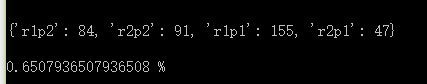 {'r1p2': 84, 'r2p2': 91, 'r1p1': 155, 'r2p1': 47}
0.6507936507936508 %